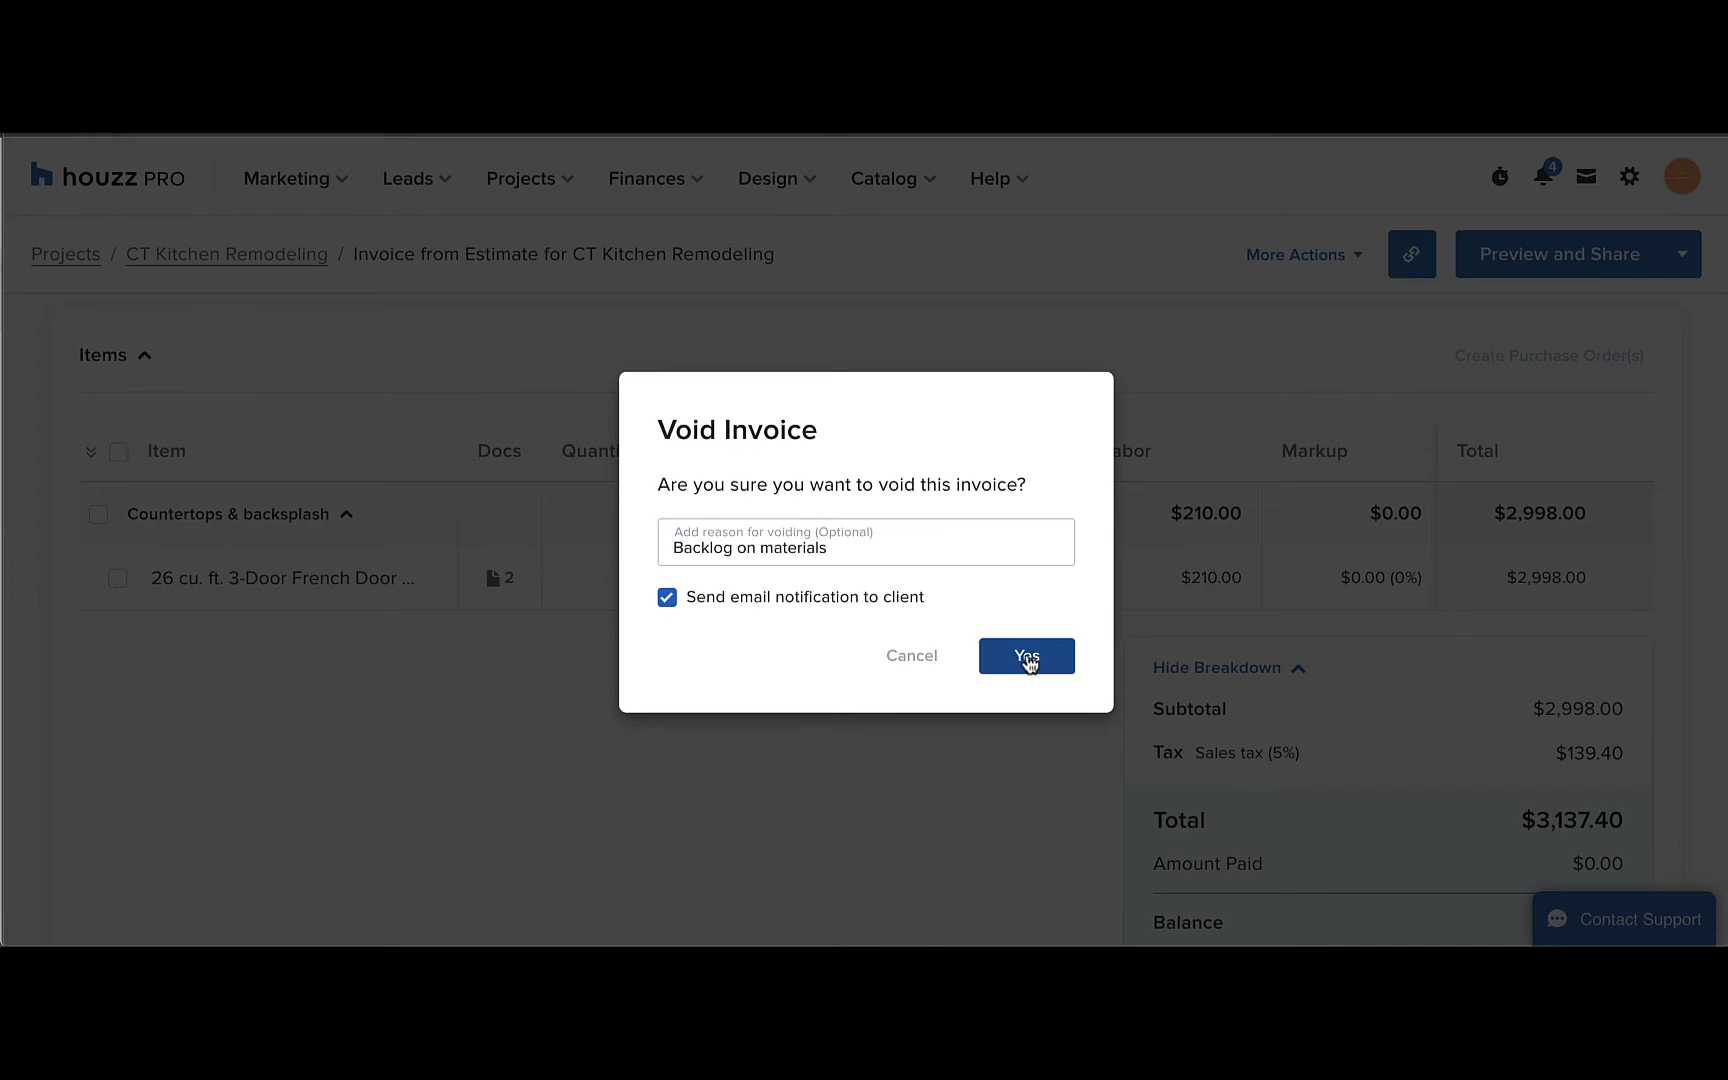 houzz PRO
Marketing
Leads
Projects
Finances
Design
Catalog
Help
4
Projects / CT Kitchen Remodeling / Invoice from Estimate for CT Kitchen Remodeling
More Actions
Preview and Share
Items
Create Purchase Order(s)
Item
Docs
Markup
Total
Countertops & backsplash
$210.00
$0.00
$2,998.00
26 cu. ft. 3-Door French Door ...
2
$210.00
$0.00 (0%)
$2,998.00
Void Invoice
Are you sure you want to void this invoice?
Add reason for voiding (Optional)
Backlog on materials
Send email notification to client
Cancel
Yes
Hide Breakdown
Subtotal
$2,998.00
Tax Sales tax (5%)
$139.40
Total
$3,137.40
Amount Paid
$0.00
Balance
Contact Support